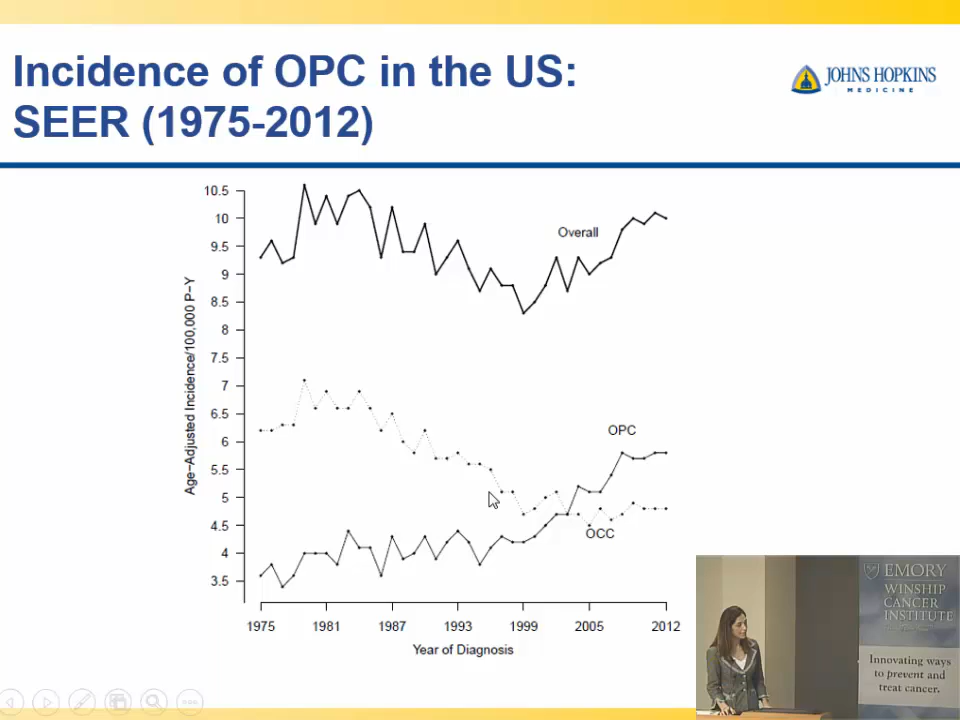 Incidence of OPC in the US:
SEER (1975-2012)
JOHNS HOPKINS
MEDICINE
10.5
10
9.5
9
8.5
8
7.5
7
6.5
6
5.5
5
4.5
4
3.5
Age-Adjusted Incidence/100,000 P-Y
Overall
OPC
OCC
1975
1981
1987
1993
1999
2005
2012
Year of Diagnosis
EMORY
WINSHIP
CANCER
INSTITUTE
Innovating ways
to prevent and
treat cancer.